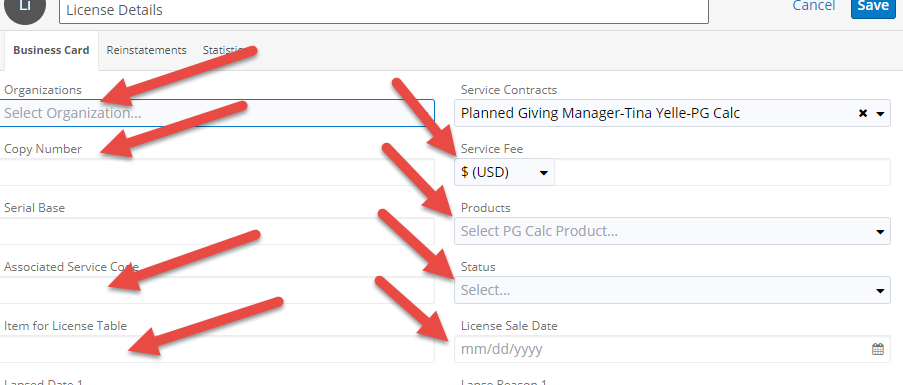 Li
License Details
Cancel
Save
Business Card
Reinstatements
Statistics
Organizations
Select Organization...
Service Contracts
Planned Giving Manager-Tina Yelle-PG Calc
Copy Number
Service Fee
$ (USD)
Serial Base
Products
Select PG Calc Product...
Associated Service Code
Status
Select...
Item for License Table
License Sale Date
mm/dd/yyyy
Lapsed Date 1
Lapse Reason 1